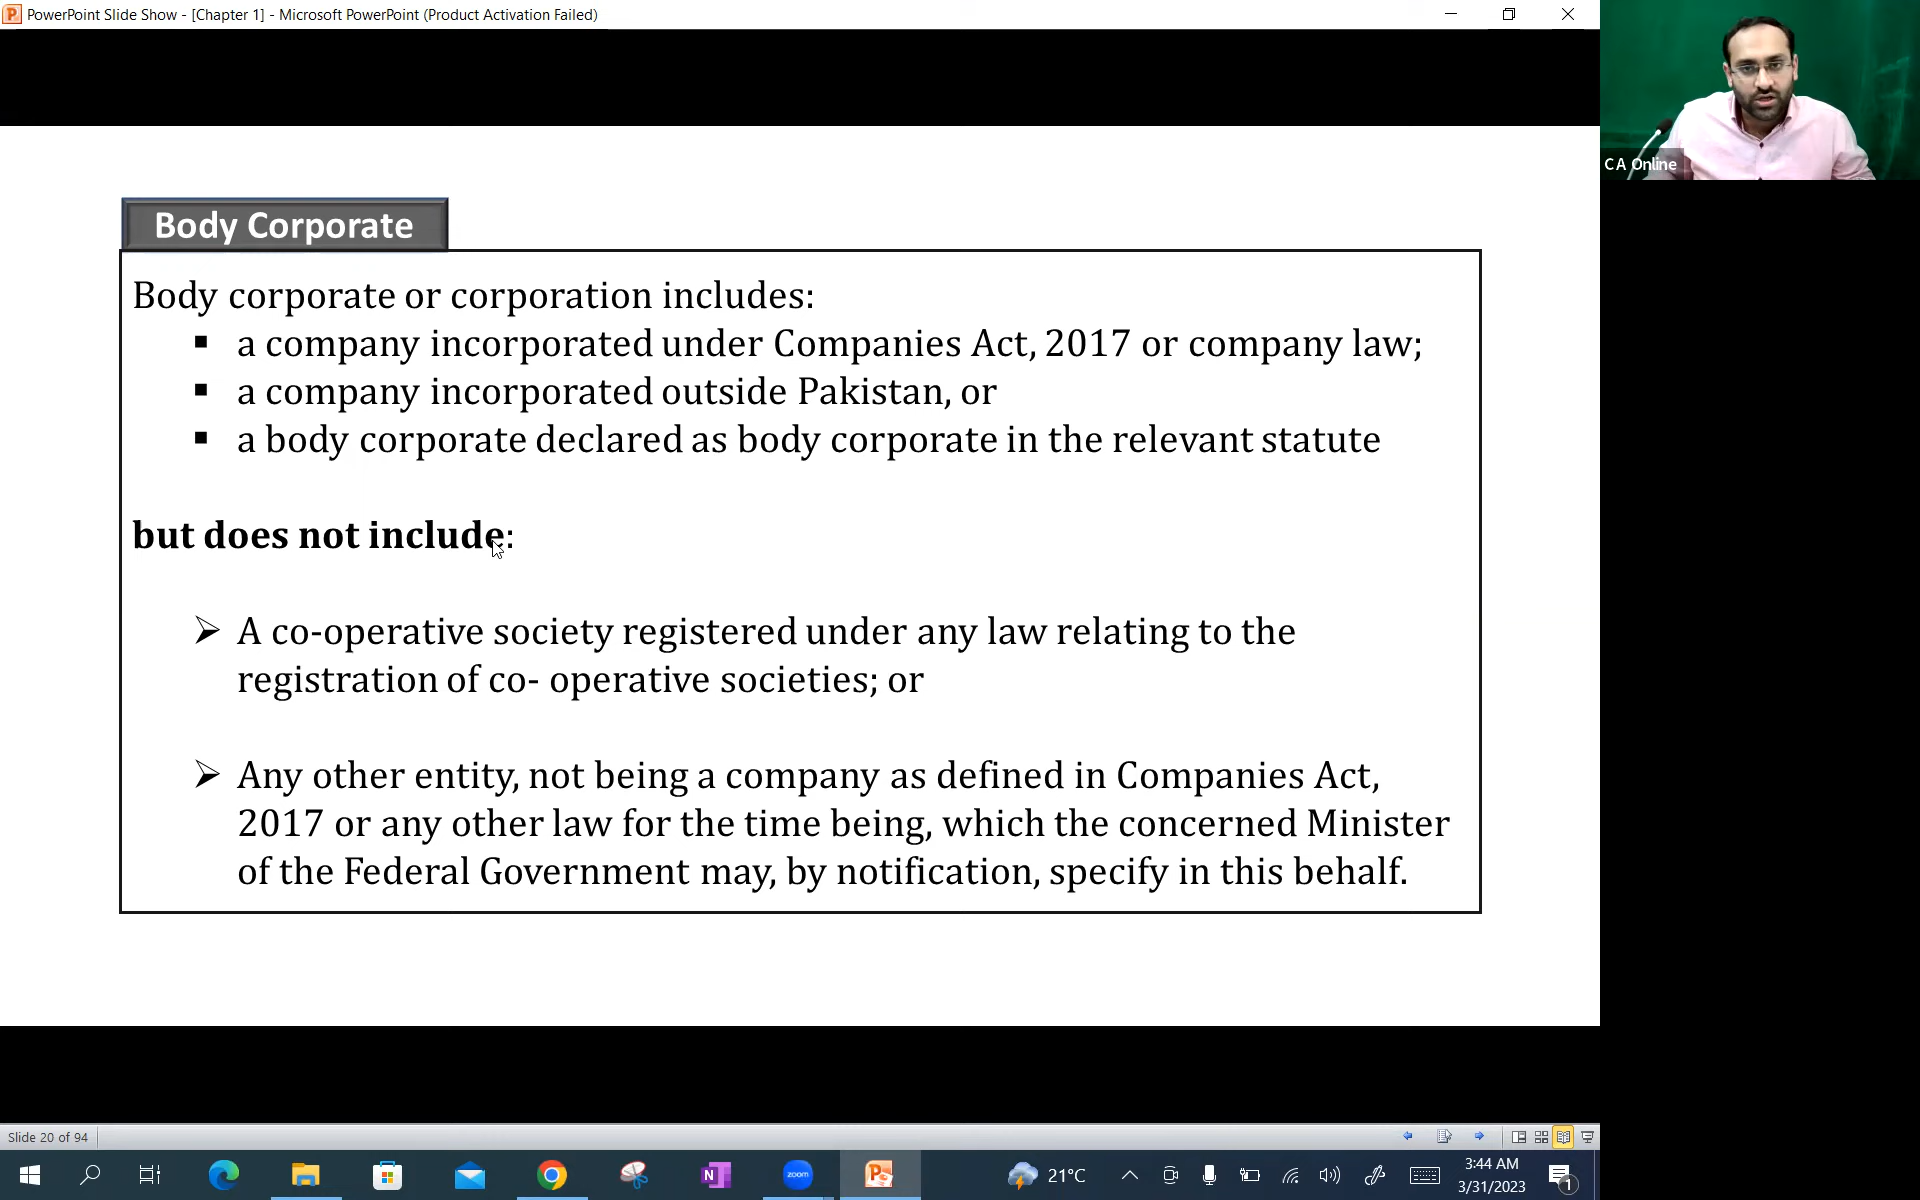 PowerPoint Slide Show - [Chapter 1] - Microsoft PowerPoint (Product Activation Failed)
C A Online
Body Corporate
Body corporate or corporation includes:
▪ a company incorporated under Companies Act, 2017 or company law;
▪ a company incorporated outside Pakistan, or
▪ a body corporate declared as body corporate in the relevant statute
but does not include:
➢ A co-operative society registered under any law relating to the
registration of co- operative societies; or
➢ Any other entity, not being a company as defined in Companies Act,
2017 or any other law for the time being, which the concerned Minister
of the Federal Government may, by notification, specify in this behalf.
Slide 20 of 94
zoom
21°C
3:44 AM
3/31/2023
1